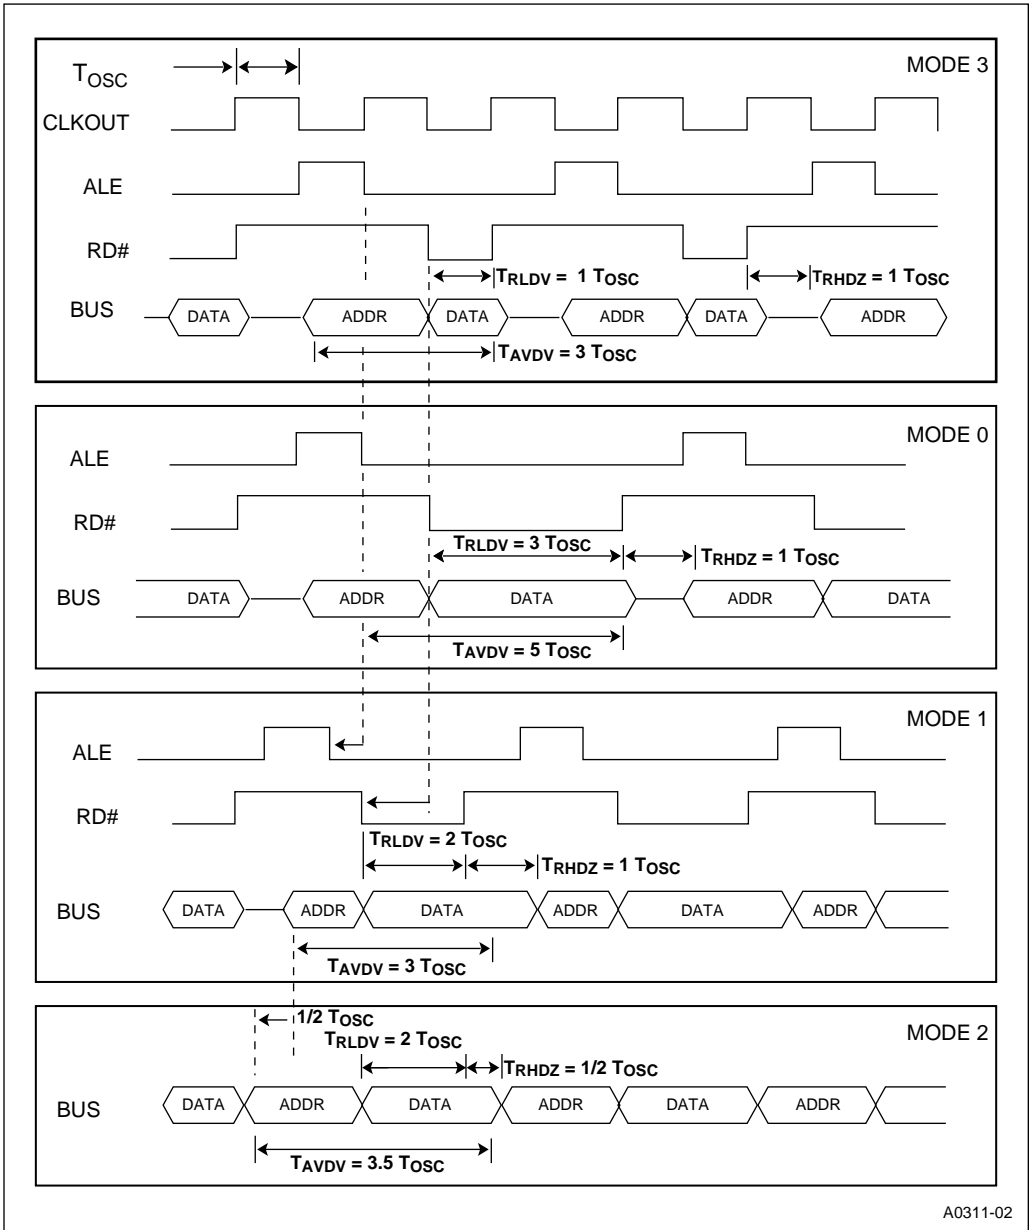 MODE 3
TOSC
CLKOUT
ALE
RD#
TRLDV = 1 TOSC
TRHDZ = 1 TOSC
BUS
DATA ADDR DATA ADDR DATA ADDR
TAVDV = 3 TOSC
MODE 0
ALE
RD#
TRLDV = 3 TOSC
TRHDZ = 1 TOSC
BUS
DATA ADDR DATA ADDR DATA
TAVDV = 5 TOSC
MODE 1
ALE
RD#
TRLDV = 2 TOSC
TRHDZ = 1 TOSC
BUS
DATA ADDR DATA ADDR DATA ADDR
TAVDV = 3 TOSC
MODE 2
1/2 TOSC
TRLDV = 2 TOSC
TRHDZ = 1/2 TOSC
BUS
DATA ADDR DATA ADDR DATA ADDR
TAVDV = 3.5 TOSC
A0311-02